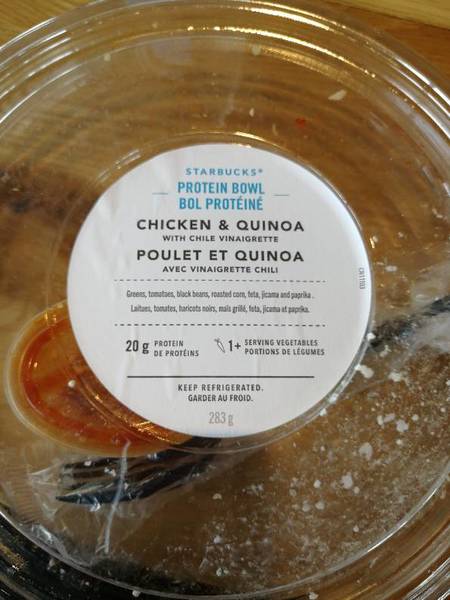 STARBUCKS®
PROTEIN BOWL
BOL PROTÉINÉ
CHICKEN & QUINOA
WITH CHILE VINAIGRETTE
POULET ET QUINOA
AVEC VINAIGRETTE CHILI
Greens, tomatoes, black beans, roasted corn, feta, jicama and paprika .
Laitues, tomates, haricots noirs, maïs grillé, feta, jicama et paprika.
20 g PROTEIN
DE PROTÉINS
1+ SERVING VEGETABLES
PORTIONS DE LÉGUMES
KEEP REFRIGERATED.
GARDER AU FROID.
283 g